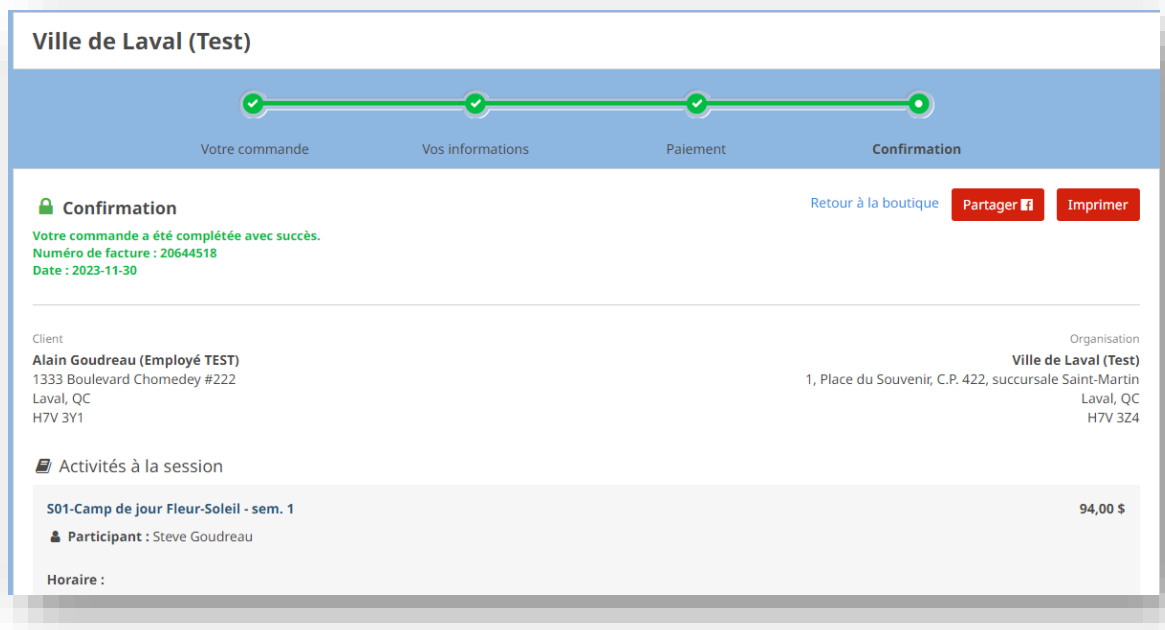 Ville de Laval (Test)
Votre commande
Vos informations
Paiement
Confirmation
Confirmation
Retour à la boutique
Partager
Imprimer
Votre commande a été complétée avec succès.
Numéro de facture : 20644518
Date : 2023-11-30
Client
Alain Goudreau (Employé TEST)
1333 Boulevard Chomedey #222
Laval, QC
H7V 3Y1
Organisation
Ville de Laval (Test)
1, Place du Souvenir, C.P. 422, succursale Saint-Martin
Laval, QC
H7V 3Z4
Activités à la session
S01-Camp de jour Fleur-Soleil - sem. 1
94,00 $
Participant : Steve Goudreau
Horaire :